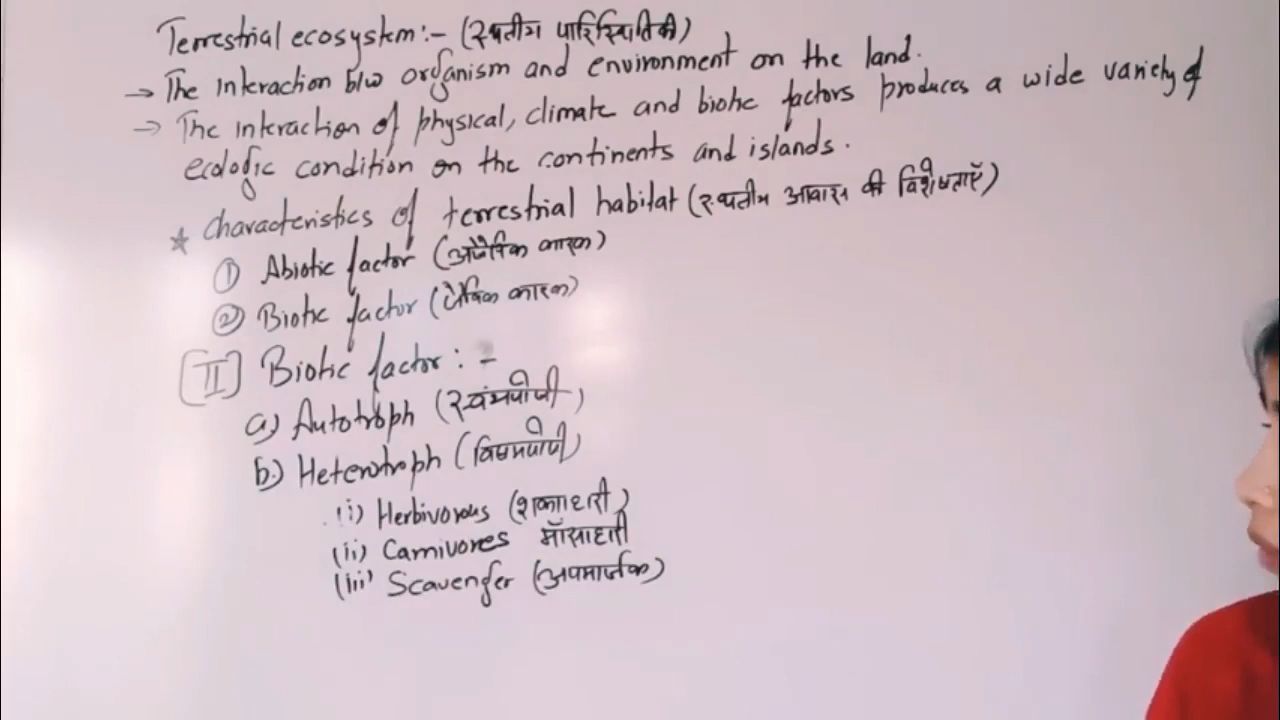 Terrestrial ecosystem:- (स्थलीय पारिस्थितिकी)
→ The interaction b/w organism and environment on the land.
→ The interaction of physical, climate and biotic factors produces a wide variety of
ecologic condition on the continents and islands.
* Characteristics of terrestrial habitat (स्थलीय आवास की विशेषताएँ)
① Abiotic factor (अजैविक कारक)
② Biotic factor (जैविक कारक)
[II] Biotic factor:-
a) Autotroph (स्वंमपोषी)
b.) Heterotroph (विषमपोषी)
(i) Herbivorous (शाकाहारी)
(ii) Carnivores माँसाहारी
(iii) Scavenger (अपमार्जक)